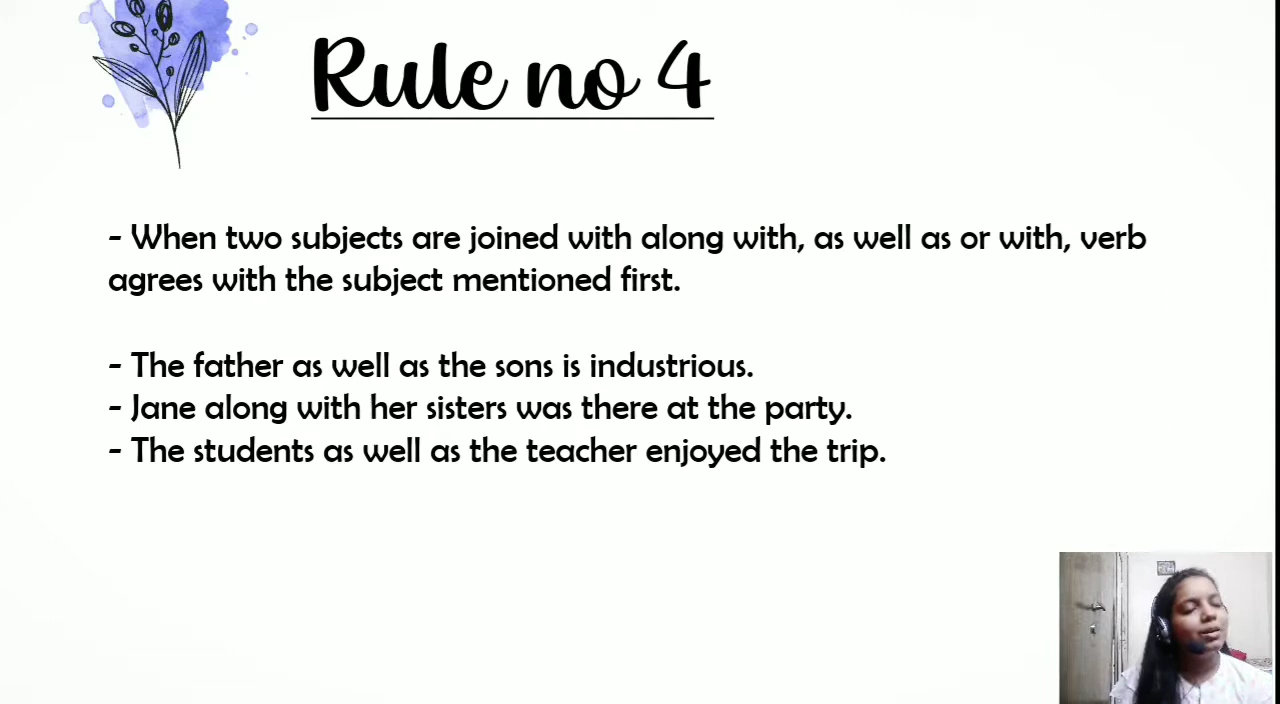 Rule no 4
- When two subjects are joined with along with, as well as or with, verb
agrees with the subject mentioned first.
- The father as well as the sons is industrious.
- Jane along with her sisters was there at the party.
- The students as well as the teacher enjoyed the trip.